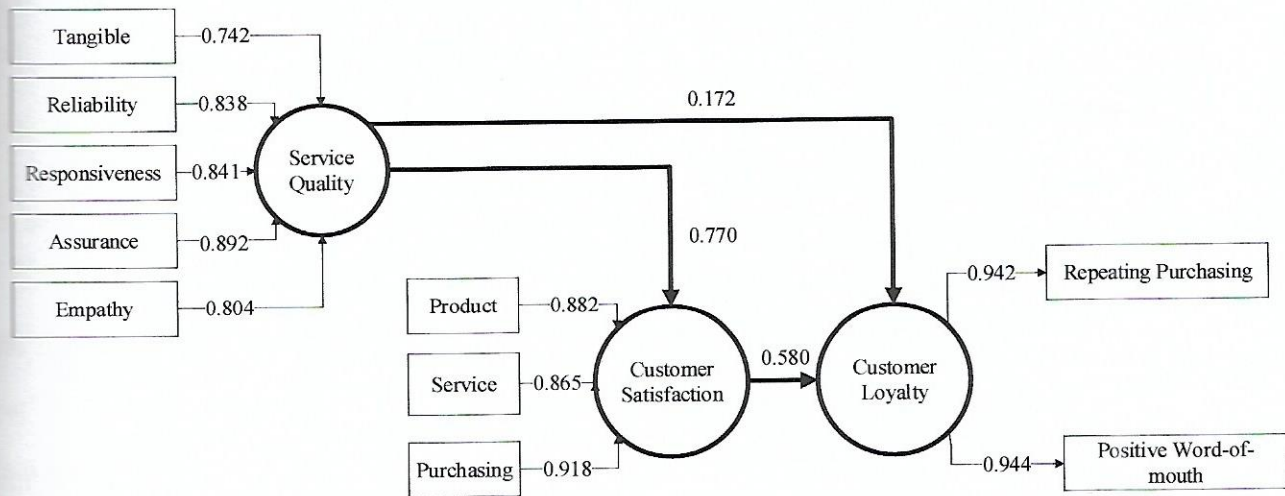 Tangible
0.742
Reliability
0.838
Responsiveness
0.841
Assurance
0.892
Empathy
0.804
Service
Quality
0.172
0.770
Product
0.882
Service
0.865
Purchasing
0.918
Customer
Satisfaction
0.580
Customer
Loyalty
0.942
Repeating Purchasing
0.944
Positive Word-of-
mouth